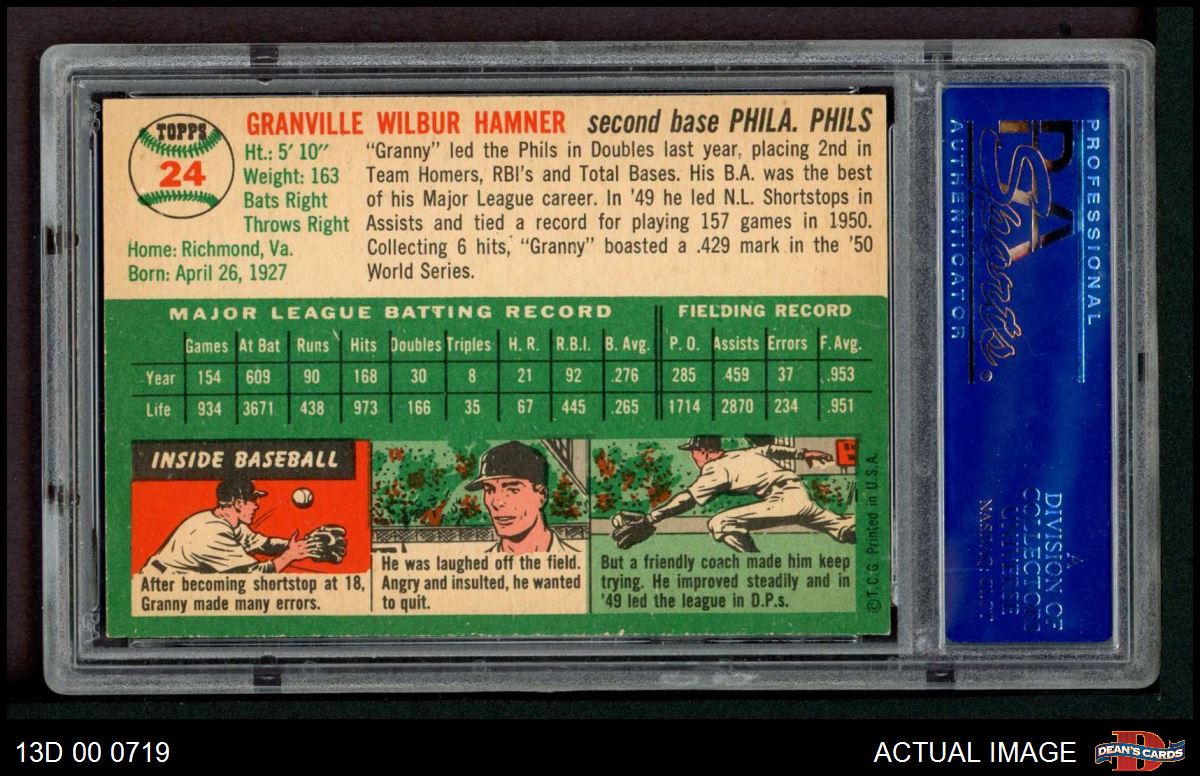 TOPPS
24
GRANVILLE WILBUR HAMNER second base PHILA. PHILS
Ht.: 5' 10"
Weight: 163
Bats Right
Throws Right
Home: Richmond, Va.
Born: April 26, 1927
"Granny" led the Phils in Doubles last year, placing 2nd in
Team Homers, RBI's and Total Bases. His B.A. was the best
of his Major League career. In '49 he led N.L. Shortstops in
Assists and tied a record for playing 157 games in 1950.
Collecting 6 hits, "Granny" boasted a .429 mark in the '50
World Series.
MAJOR LEAGUE BATTING RECORD FIELDING RECORD
Games At Bat Runs Hits Doubles Triples H. R. R.B.I. B. Avg. P. O. Assists Errors F. Avg.
Year 154 609 90 168 30 8 21 92 .276 285 459 37 .953
Life 934 3671 438 973 166 35 67 445 .265 1714 2870 234 .951
INSIDE BASEBALL
After becoming shortstop at 18,
Granny made many errors.
He was laughed off the field.
Angry and insulted, he wanted
to quit.
But a friendly coach made him keep
trying. He improved steadily and in
'49 led the league in D.P.s.
© T.C.G. Printed in U.S.A.
PROFESSIONAL
PSA
Sports
AUTHENTICATOR
A
DIVISION OF
COLLECTORS
UNIVERSE
13D 00 0719
ACTUAL IMAGE
DEAN'S CARDS